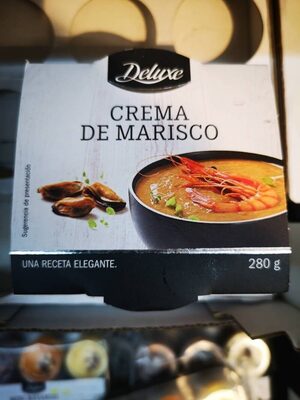 Deluxe
CREMA
DE MARISCO
Sugerencia de presentación
UNA RECETA ELEGANTE.
280 g